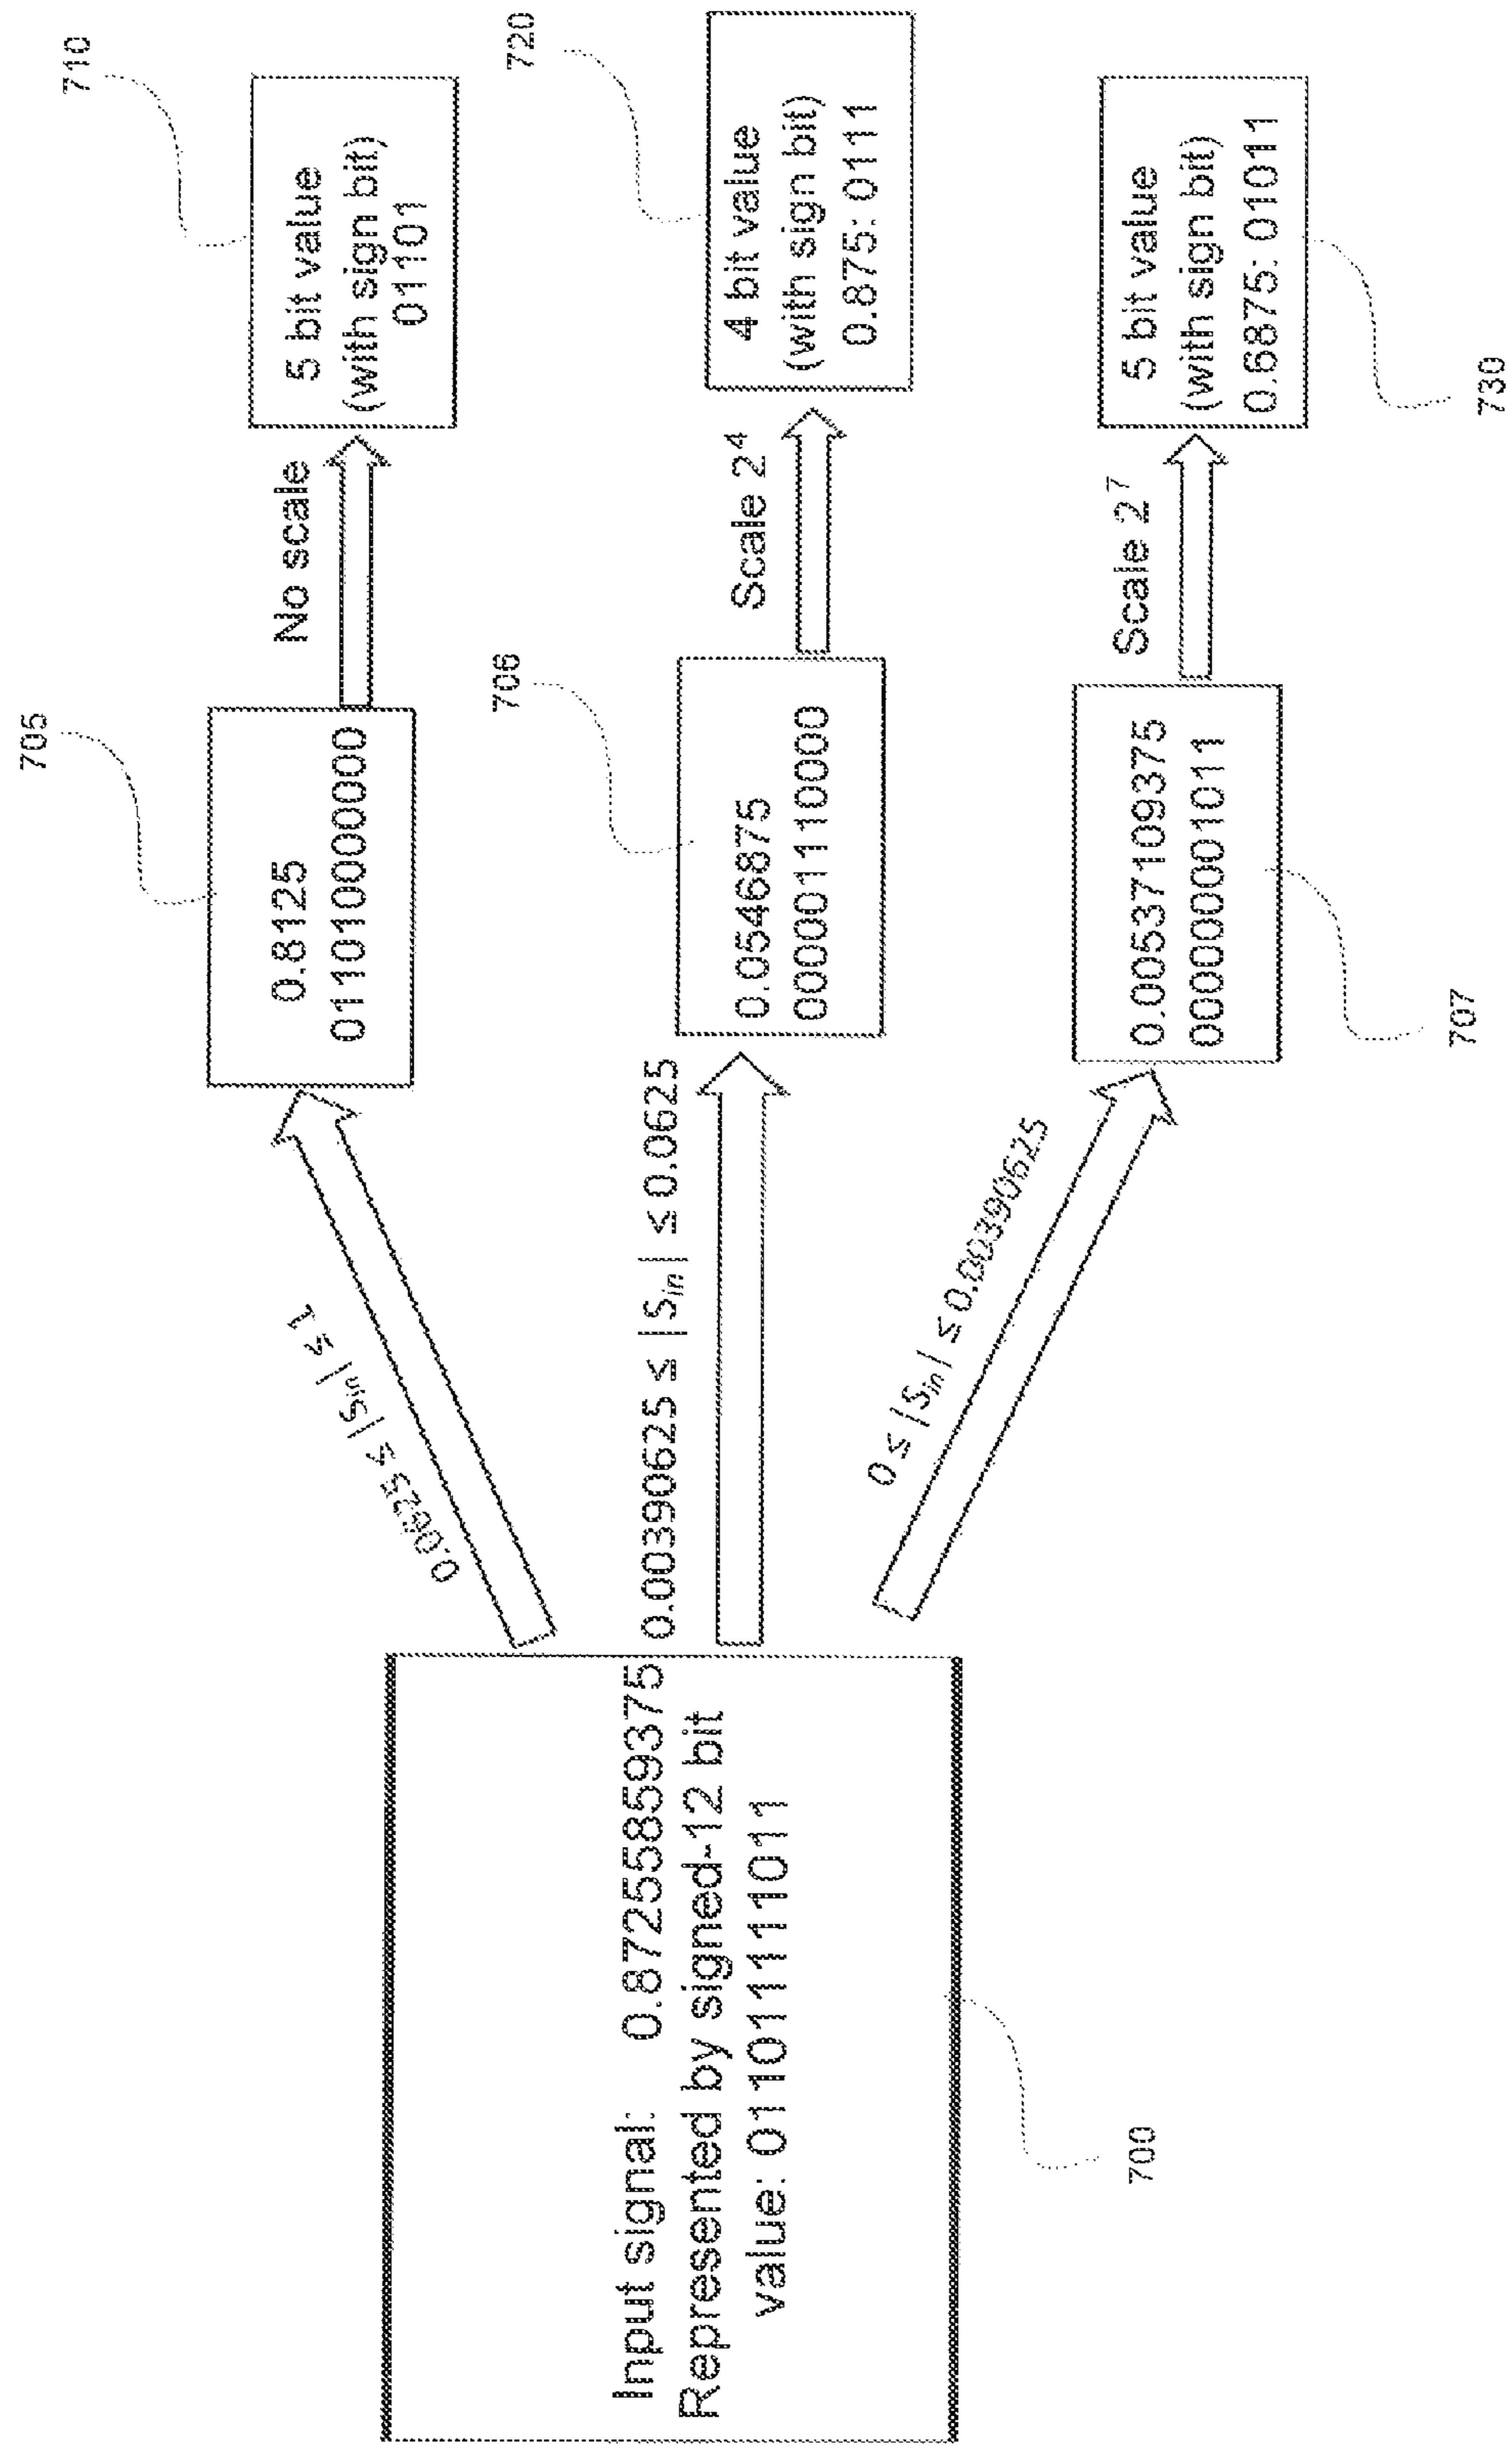 705
0.8125
011010000000
No scale
710
5 bit value
(with sign bit)
01101
0.0625 ≤ |Sin| ≤ 1
Input signal: 0.87255859375
Represented by signed-12 bit
value: 011011111011
700
0.00390625 ≤ |Sin| ≤ 0.0625
706
0.0546875
000001110000
Scale 2⁴
720
4 bit value
(with sign bit)
0.875: 0111
0 ≤ |Sin| ≤ 0.00390625
0.00537109375
000000001011
707
Scale 2⁷
5 bit value
(with sign bit)
0.6875: 01011
730